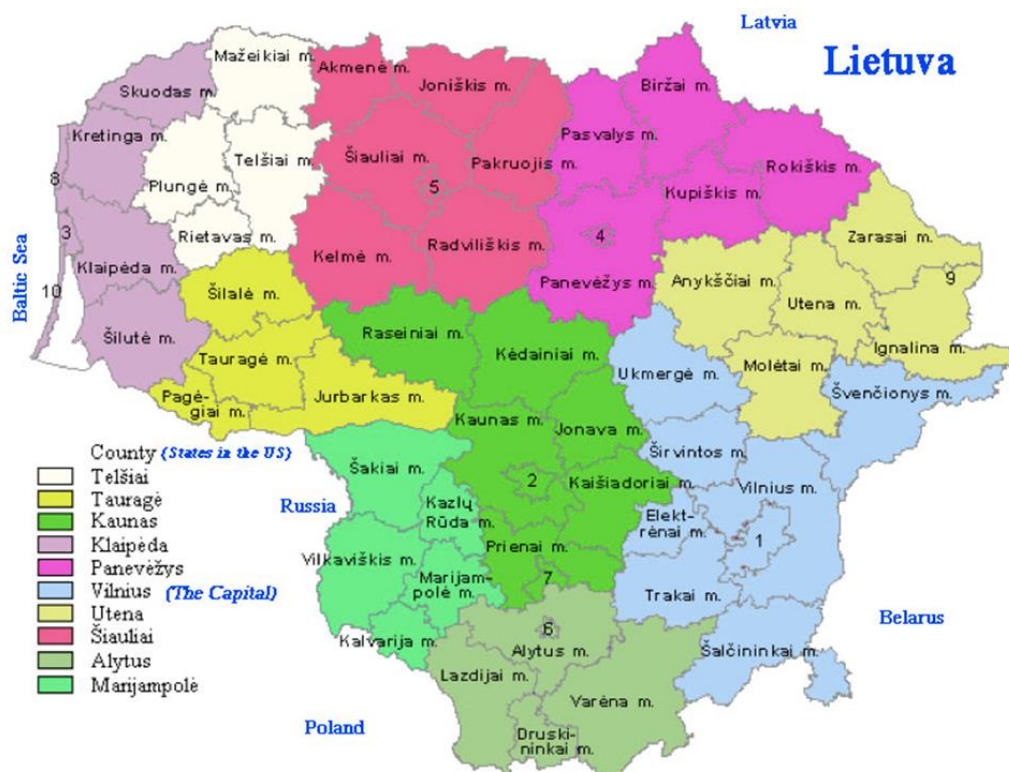 Latvia
Lietuva
Mažeikiai m.
Akmenė m.
Joniškis m.
Biržai m.
Skuodas m.
Kretinga m.
Pasvalys m.
Telšiai m.
Šiauliai m.
Pakruojis m.
Rokiškis m.
8
Plungė m.
5
Kupiškis m.
3
Rietavas m.
Kelmė m.
Radviliškis m.
4
Zarasai m.
Baltic Sea
Klaipėda m.
Panevėžys m.
Anykščiai m.
9
10
Šilalė m.
Utena m.
Šilutė m.
Raseiniai m.
Kėdainiai m.
Ignalina m.
Tauragė m.
Ukmergė m.
Molėtai m.
Švenčionys m.
Pagė-
giai m.
Jurbarkas m.
Kaunas m.
Jonava m.
Širvintos m.
County (States in the US)
Telšiai
Tauragė
Kaunas
Klaipėda
Panevėžys
Vilnius (The Capital)
Utena
Šiauliai
Alytus
Marijampolė
Šakiai m.
2
Kaišiadoriai m.
Vilnius m.
Russia
Kazlų
Rūda m.
Elekt-
rėnai m.
1
Vilkaviškis m.
Prienai m.
Marijam-
polė m.
7
Trakai m.
Belarus
Kalvarija m.
6
Alytus m.
Šalčininkai m.
Lazdijai m.
Varėna m.
Poland
Druski-
ninkai m.